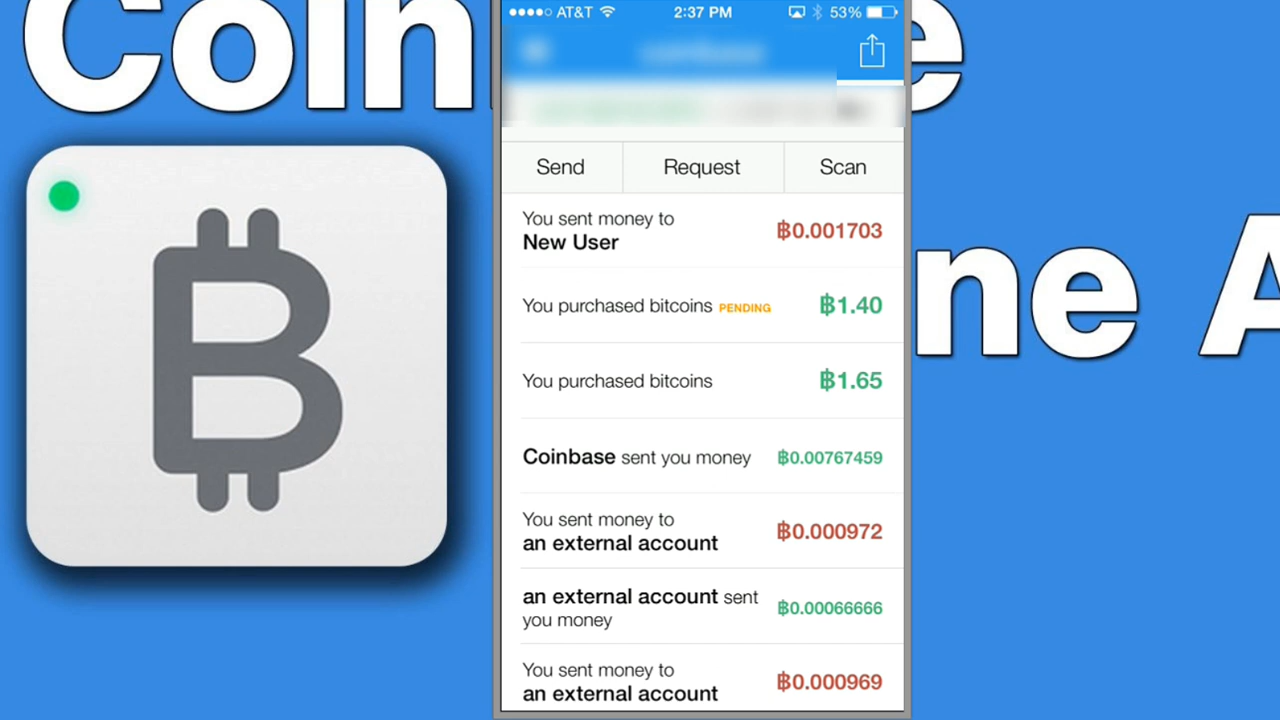 Coin e
ne A
AT&T 2:37 PM 53%
Send Request Scan
You sent money to
New User
฿0.001703
You purchased bitcoins PENDING ฿1.40
You purchased bitcoins ฿1.65
Coinbase sent you money ฿0.00767459
You sent money to
an external account
฿0.000972
an external account sent
you money
฿0.00066666
You sent money to
an external account
฿0.000969